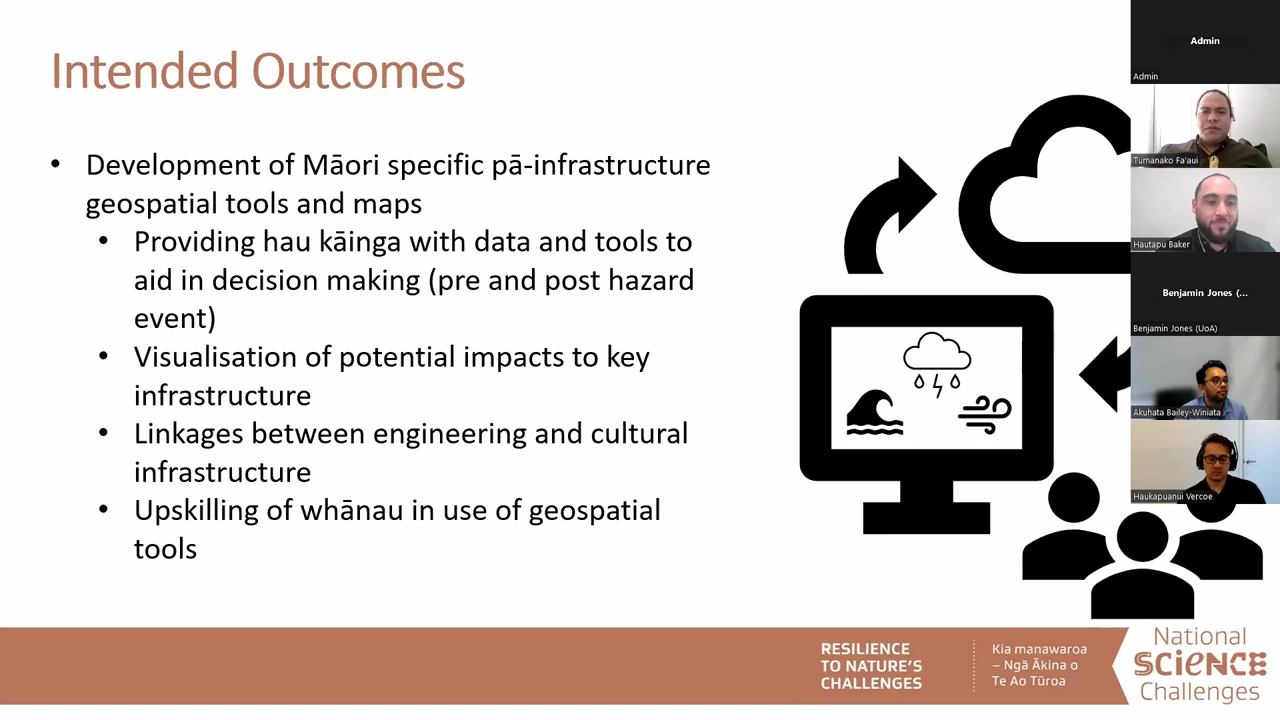 Intended Outcomes
• Development of Māori specific pā-infrastructure
geospatial tools and maps
• Providing hau kāinga with data and tools to
aid in decision making (pre and post hazard
event)
• Visualisation of potential impacts to key
infrastructure
• Linkages between engineering and cultural
infrastructure
• Upskilling of whānau in use of geospatial
tools
Admin
Admin
Tumanako Fa'aui
Hautapu Baker
Benjamin Jones (...
Benjamin Jones (UoA)
Akuhata Bailey-Winiata
Haukapuanui Vercoe
RESILIENCE
TO NATURE'S
CHALLENGES
Kia manawaroa
– Ngā Ākina o
Te Ao Tūroa
National
SCIENCE
Challenges